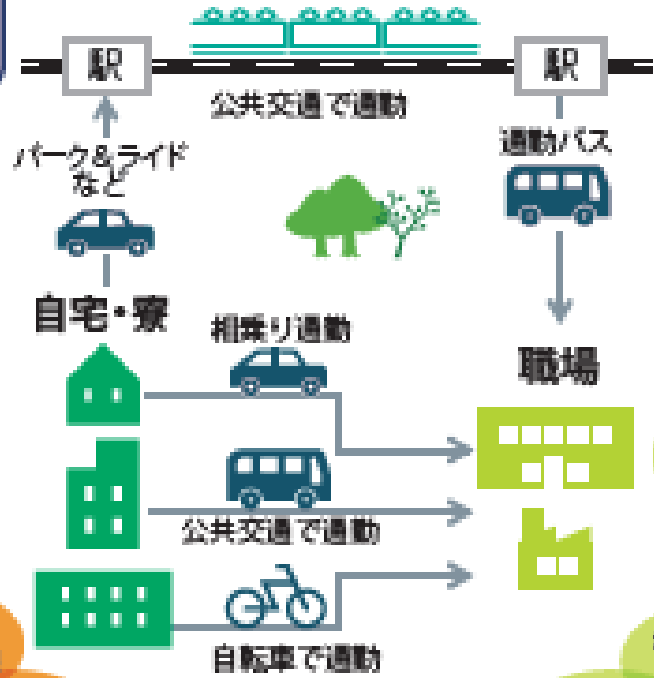 駅
駅
公共交通で通勤
パーク&ライド
など
通勤バス
自宅・寮
相乗り通勤
職場
公共交通で通勤
自転車で通勤